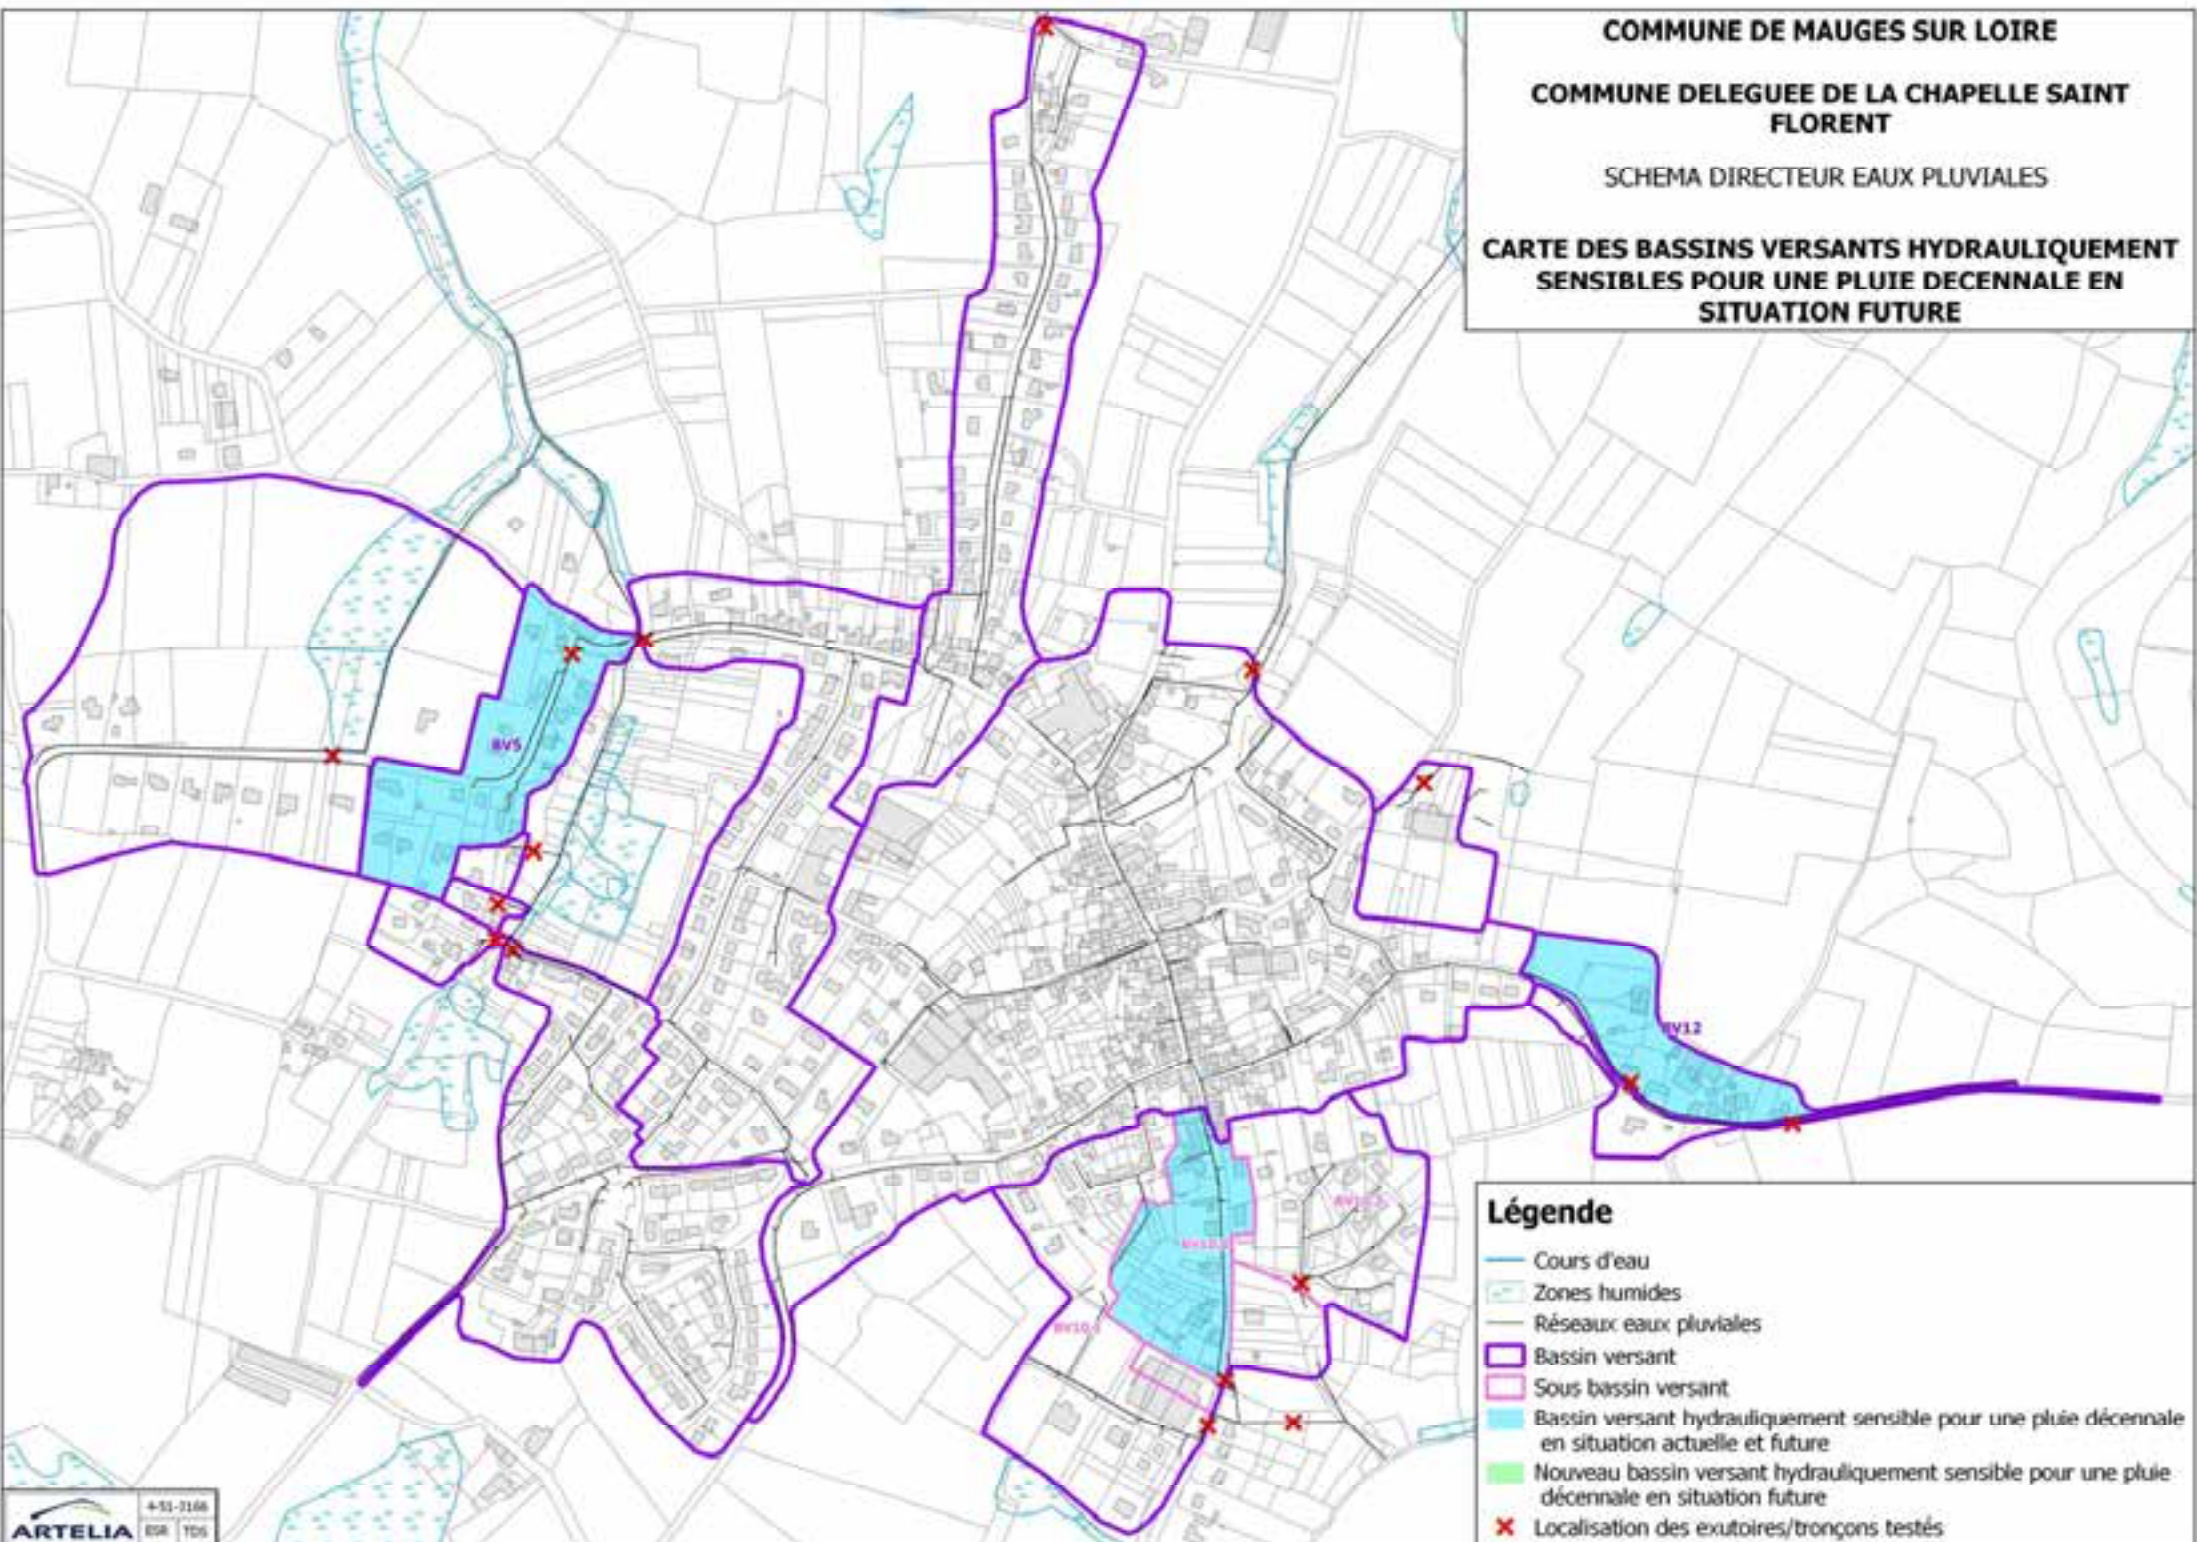 COMMUNE DE MAUGES SUR LOIRE
COMMUNE DELEGUEE DE LA CHAPELLE SAINT
FLORENT
SCHEMA DIRECTEUR EAUX PLUVIALES
CARTE DES BASSINS VERSANTS HYDRAULIQUEMENT
SENSIBLES POUR UNE PLUIE DECENNALE EN
SITUATION FUTURE
BV5
BV12
Légende
Cours d'eau
Zones humides
Réseaux eaux pluviales
Bassin versant
Sous bassin versant
Bassin versant hydrauliquement sensible pour une pluie décennale
en situation actuelle et future
Nouveau bassin versant hydrauliquement sensible pour une pluie
décennale en situation future
Localisation des exutoires/tronçons testés
ARTELIA